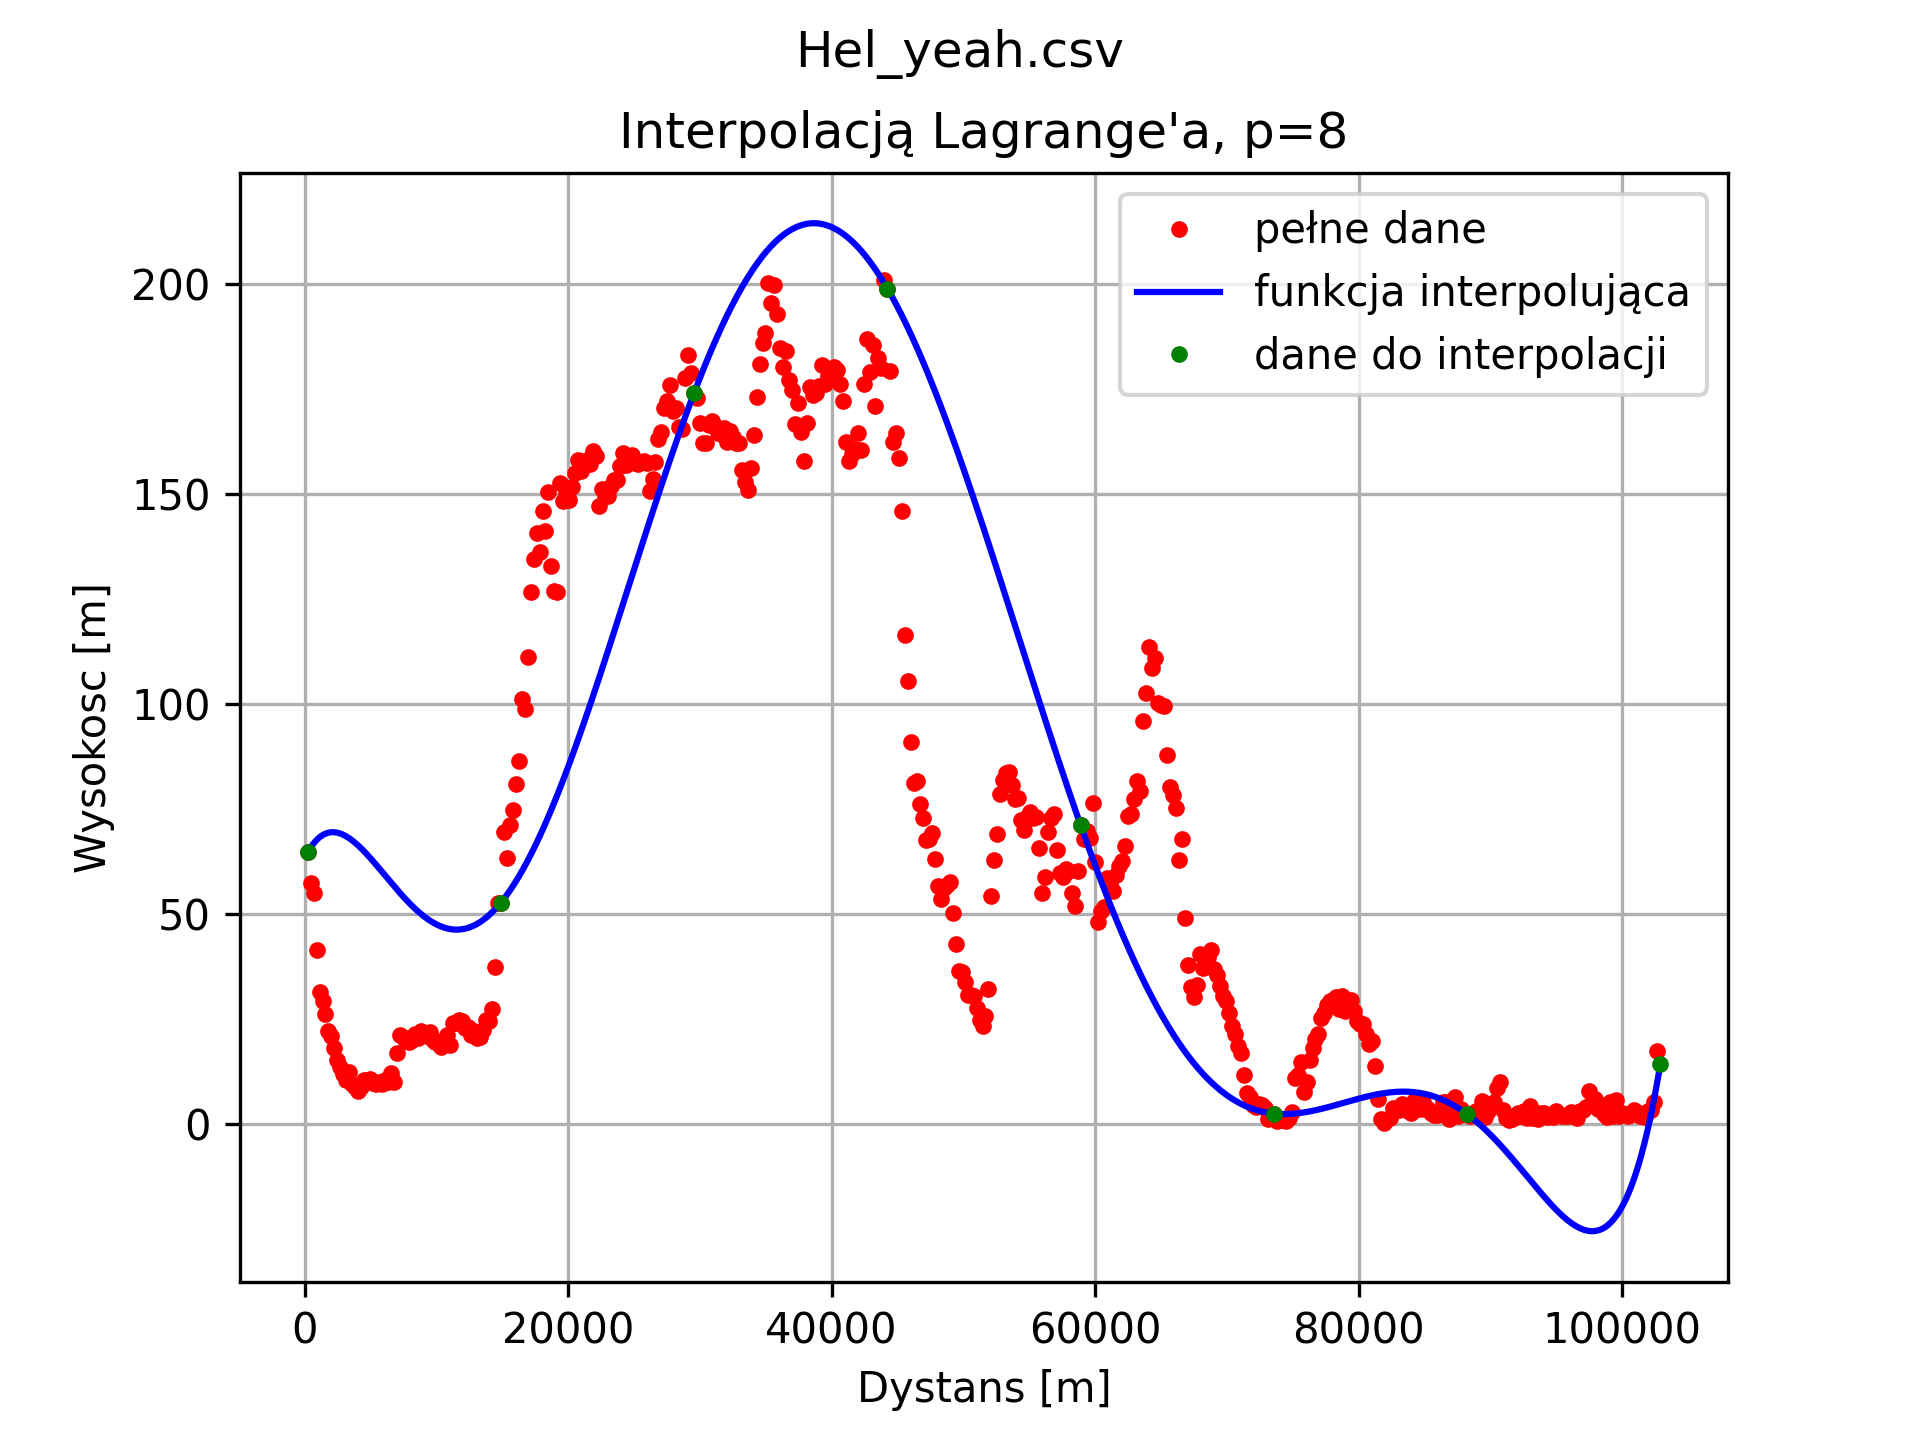 Hel_yeah.csv
Interpolacją Lagrange'a, p=8
pełne dane
funkcja interpolująca
dane do interpolacji
200
150
100
50
0
Wysokosc [m]
0 20000 40000 60000 80000 100000
Dystans [m]